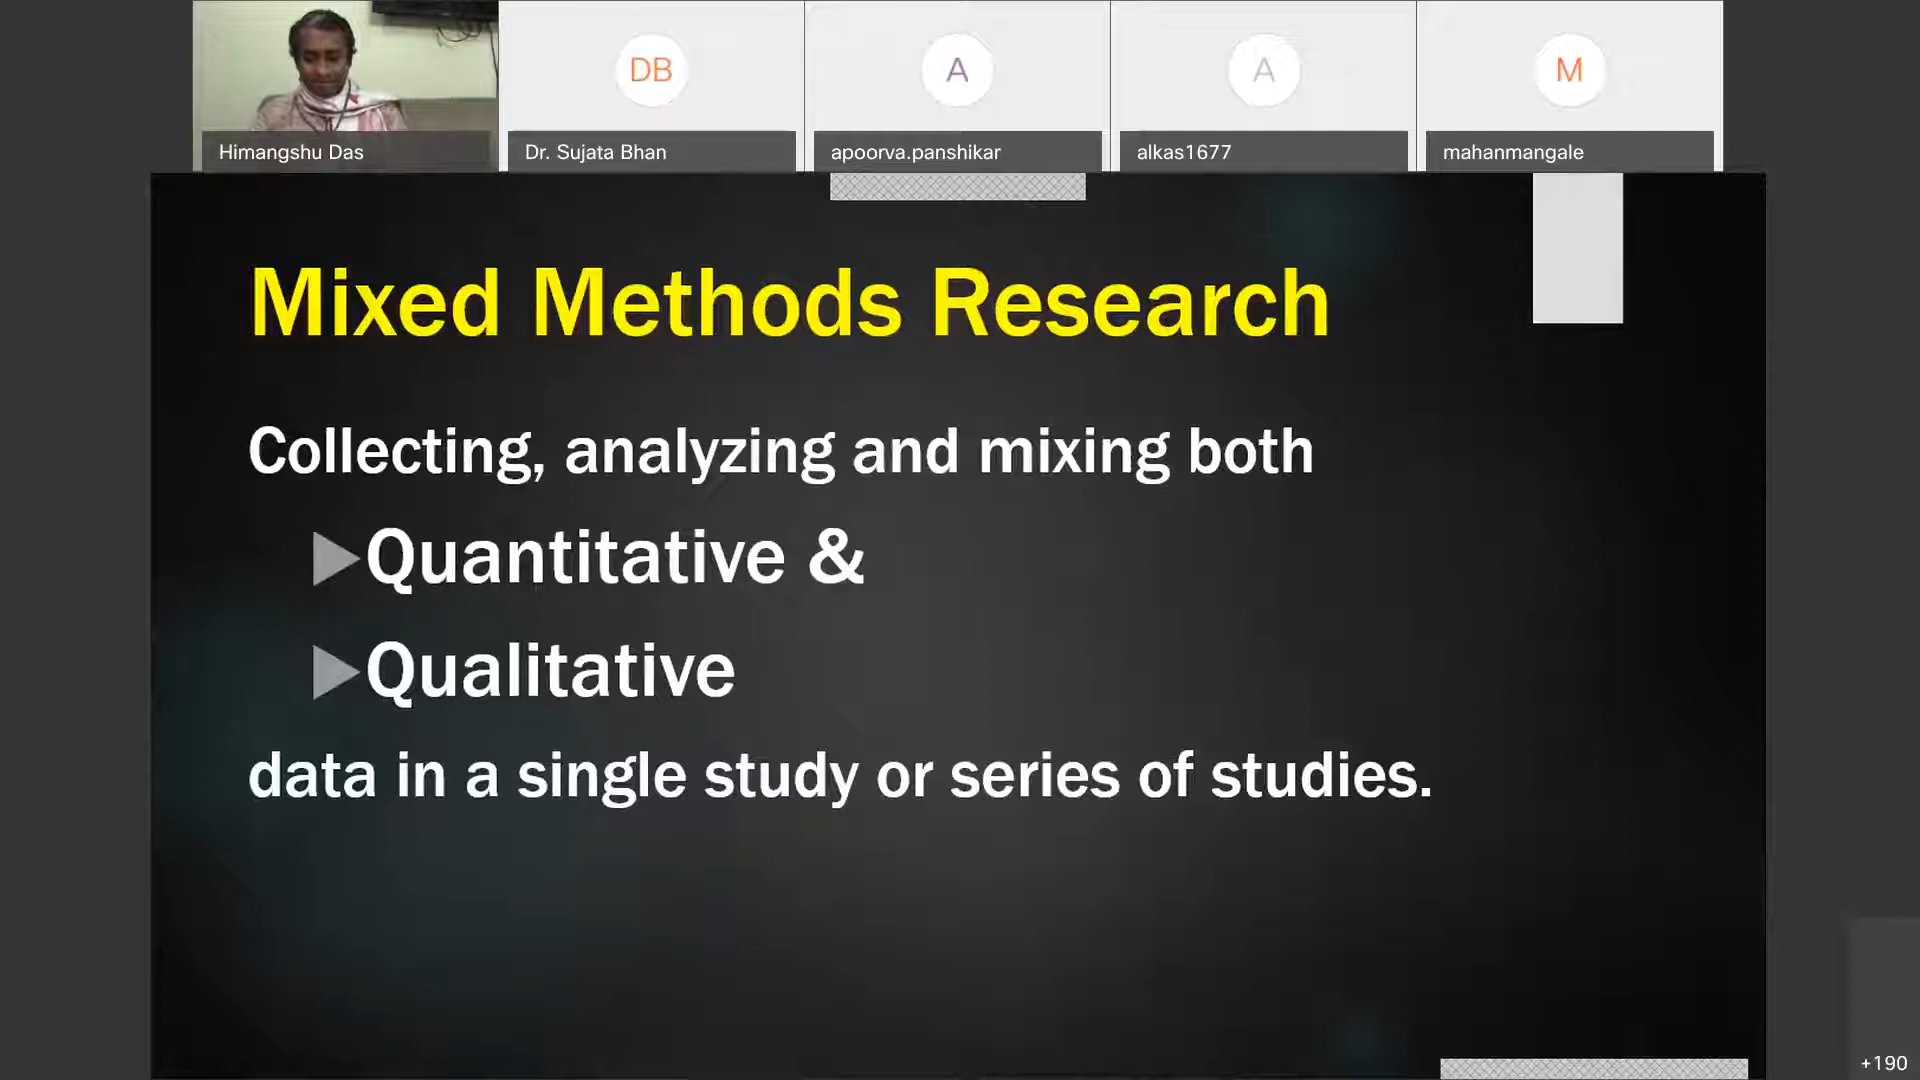 DB
A
A
M
Himangshu Das
Dr. Sujata Bhan
apoorva.panshikar
alkas1677
mahanmangale
Mixed Methods Research
Collecting, analyzing and mixing both
Quantitative &
Qualitative
data in a single study or series of studies.
+190